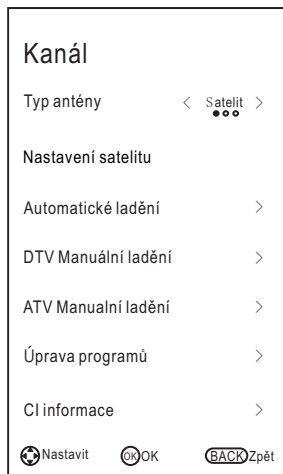 Kanál
Typ antény < Satelit >
Nastavení satelitu
Automatické ladění >
DTV Manuální ladění >
ATV Manualní ladění >
Úprava programů >
CI informace >
Nastavit OK OK BACK Zpět